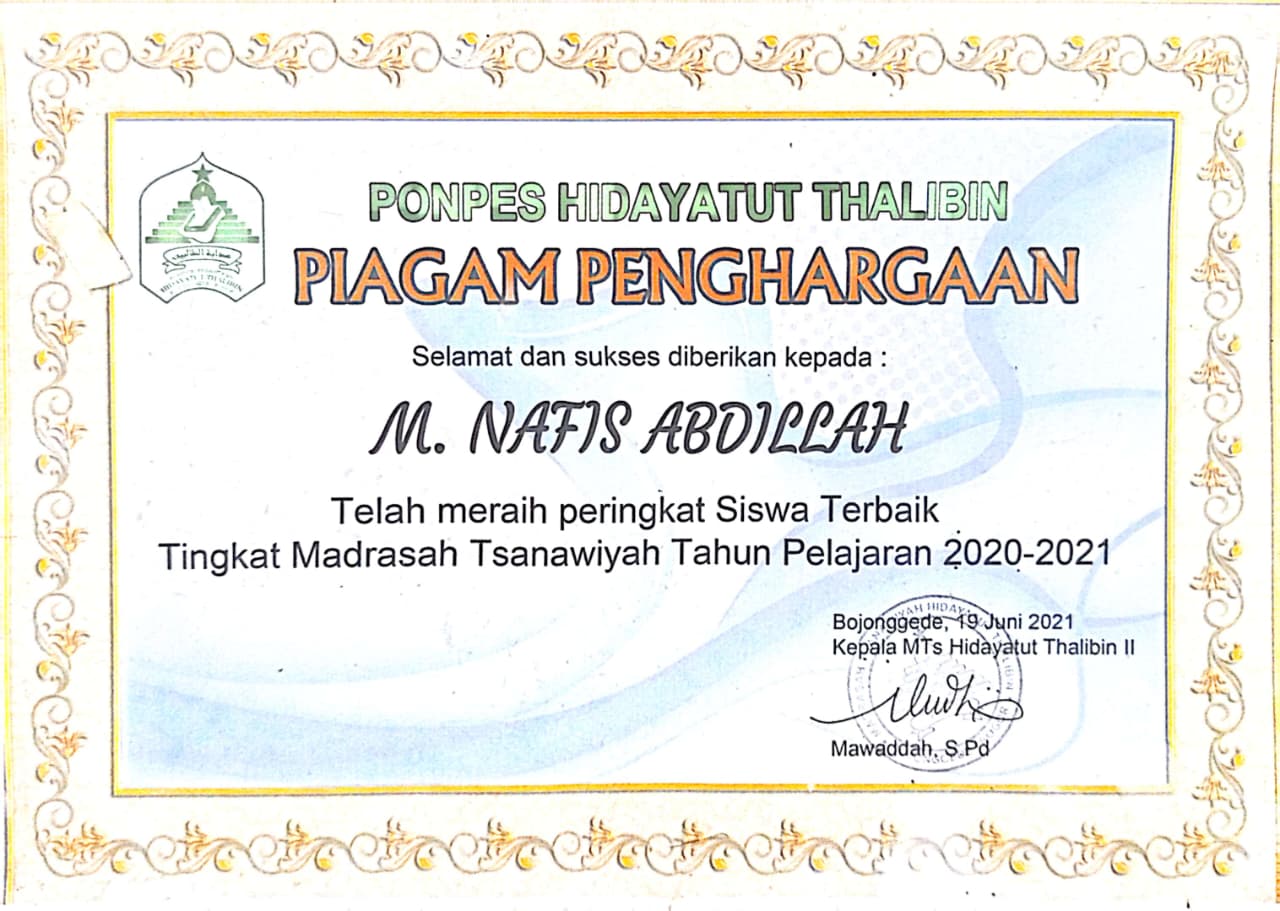 PONPES HIDAYATUT THALIBIN
PIAGAM PENGHARGAAN
Selamat dan sukses diberikan kepada :
M. NAFIS ABDILLAH
Telah meraih peringkat Siswa Terbaik
Tingkat Madrasah Tsanawiyah Tahun Pelajaran 2020-2021
Bojonggede, 19 Juni 2021
Kepala MTs Hidayatut Thalibin II
Mawaddah, S.Pd